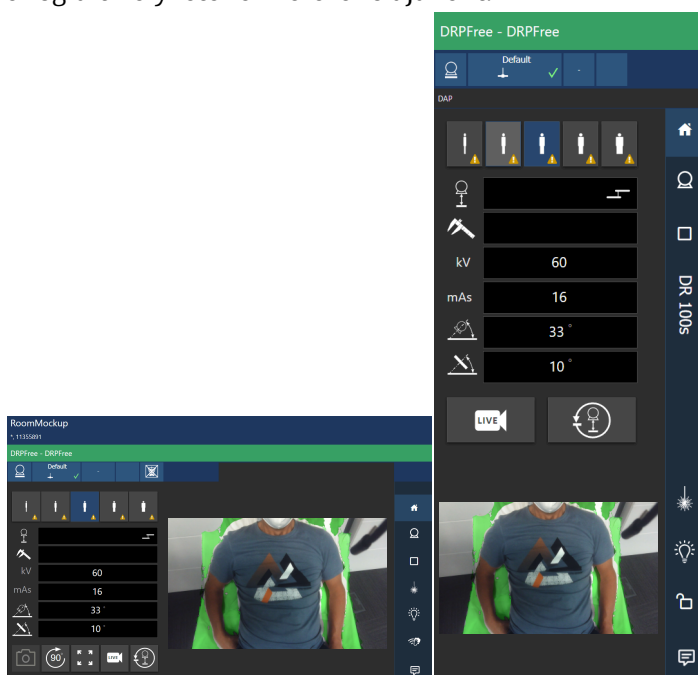 DRPFree - DRPFree
Default
DAP
kV 60
mAs 16
33 °
10 °
LIVE
DR 100s
RoomMockup
*, 11355891
DRPFree - DRPFree
Default
kV 60
mAs 16
33 °
10 °
90°
LIVE